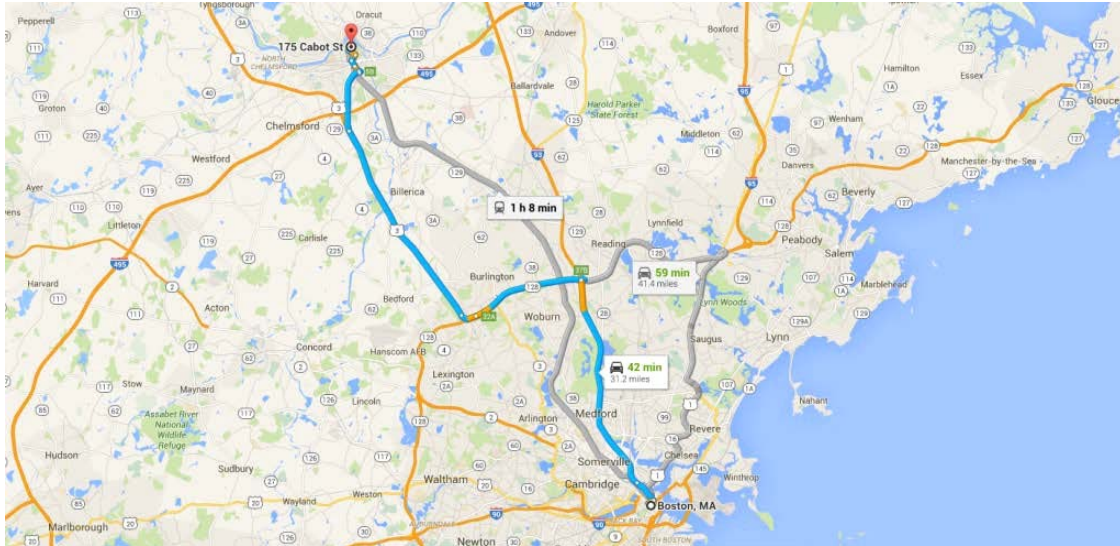 Pepperell
Tyngsborough
Dracut
Andover
Boxford
175 Cabot St
NORTH
CHELMSFORD
495
Ballardvale
Hamilton
Essex
Groton
Harold Parker
State Forest
Wenham
Chelmsford
Middleton
Danvers
Manchester-by-the-Sea
Westford
Ayer
Billerica
1 h 8 min
Lynnfield
Beverly
Littleton
Carlisle
Reading
Peabody
Salem
59 min
41.4 miles
Marblehead
Harvard
Burlington
Acton
Bedford
Woburn
Lynn Woods
Saugus
Lynn
Hanscom AFB
Concord
Lexington
42 min
31.2 miles
Stow
Maynard
Lincoln
Nahant
Assabet River
National
Wildlife
Refuge
Arlington
Medford
Revere
Hudson
Sudbury
Somerville
Chelsea
Waltham
Cambridge
Winthrop
Wayland
Weston
Boston, MA
Marlborough
Newton
SOUTH BOSTON